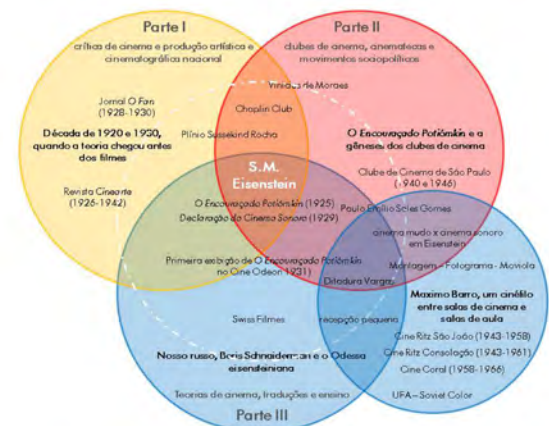 Parte I
crítica de cinema e produção artística e
cinematográfica nacional
Parte II
clubes de cinema, cinematecas e
movimentos sociopolíticos
Vinicius de Moraes
Jornal O Fan
(1928-1930)
Chaplin Club
Década de 1920 e 1930,
quando a teoria chegou antes
dos filmes
Plínio Sussekind Rocha
O Encouraçado Potiômkin e a
gêneses dos clubes de cinema
S.M.
Eisenstein
Clube de Cinema de São Paulo
(1940 e 1946)
Revista Cinearte
(1926-1942)
O Encouraçado Potiômkin (1925)
Declaração do Cinema Sonoro (1929)
Paulo Emílio Sales Gomes
cinema mudo x cinema sonoro
em Eisenstein
Primeira exibição de O Encouraçado Potiômkin
no Cine Odeon 1931)
Montagem - Fotograma - Moviola
Ditadura Vargas
Maximo Barro, um cinéfilo
entre salas de cinema e
salas de aula
Swiss Filmes
recepção pequena
Cine Ritz São João (1943-1958)
Cine Ritz Consolação (1943-1961)
Cine Coral (1958-1966)
Nosso russo, Boris Schnaiderman e o Odessa
eisensteiniana
Teorias de cinema, traduções e ensino
UFA – Soviet Color
Parte III